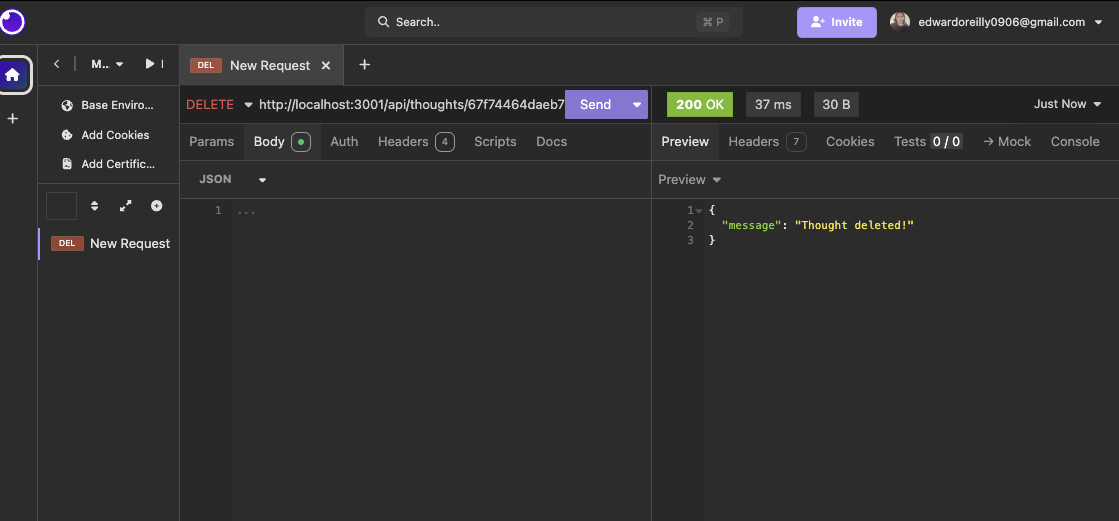 Search..
⌘ P
Invite
edwardoreilly0906@gmail.com
M..
DEL New Request
Base Enviro...
Add Cookies
Add Certific...
DEL New Request
DELETE http://localhost:3001/api/thoughts/67f74464daeb7
Send
200 OK
37 ms
30 B
Just Now
Params
Body
Auth
Headers 4
Scripts
Docs
Preview
Headers 7
Cookies
Tests 0 / 0
→ Mock
Console
JSON
Preview
1 ...
1 {
2 "message": "Thought deleted!"
3 }